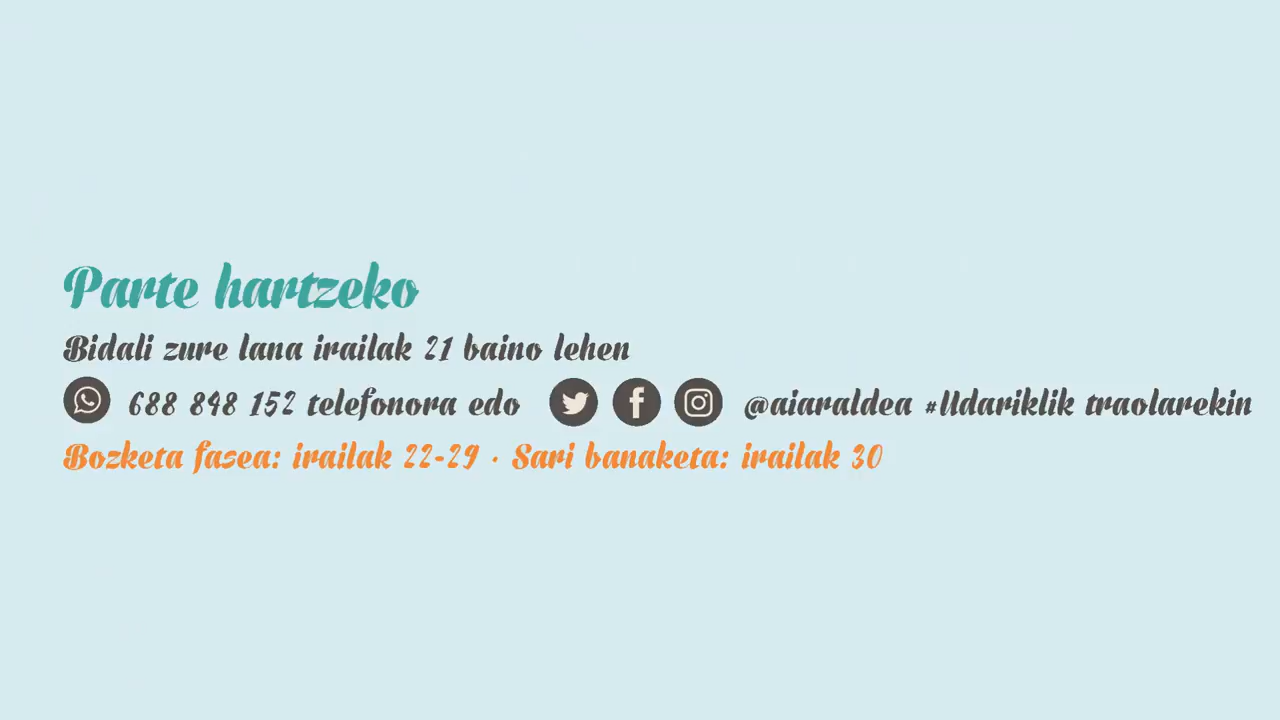 Parte hartzeko
Bidali zure lana irailak 21 baino lehen
688 848 152 telefonora edo @aiaraldea #Udariklik traolarekin
Bozketa fasea: irailak 22-29 · Sari banaketa: irailak 30